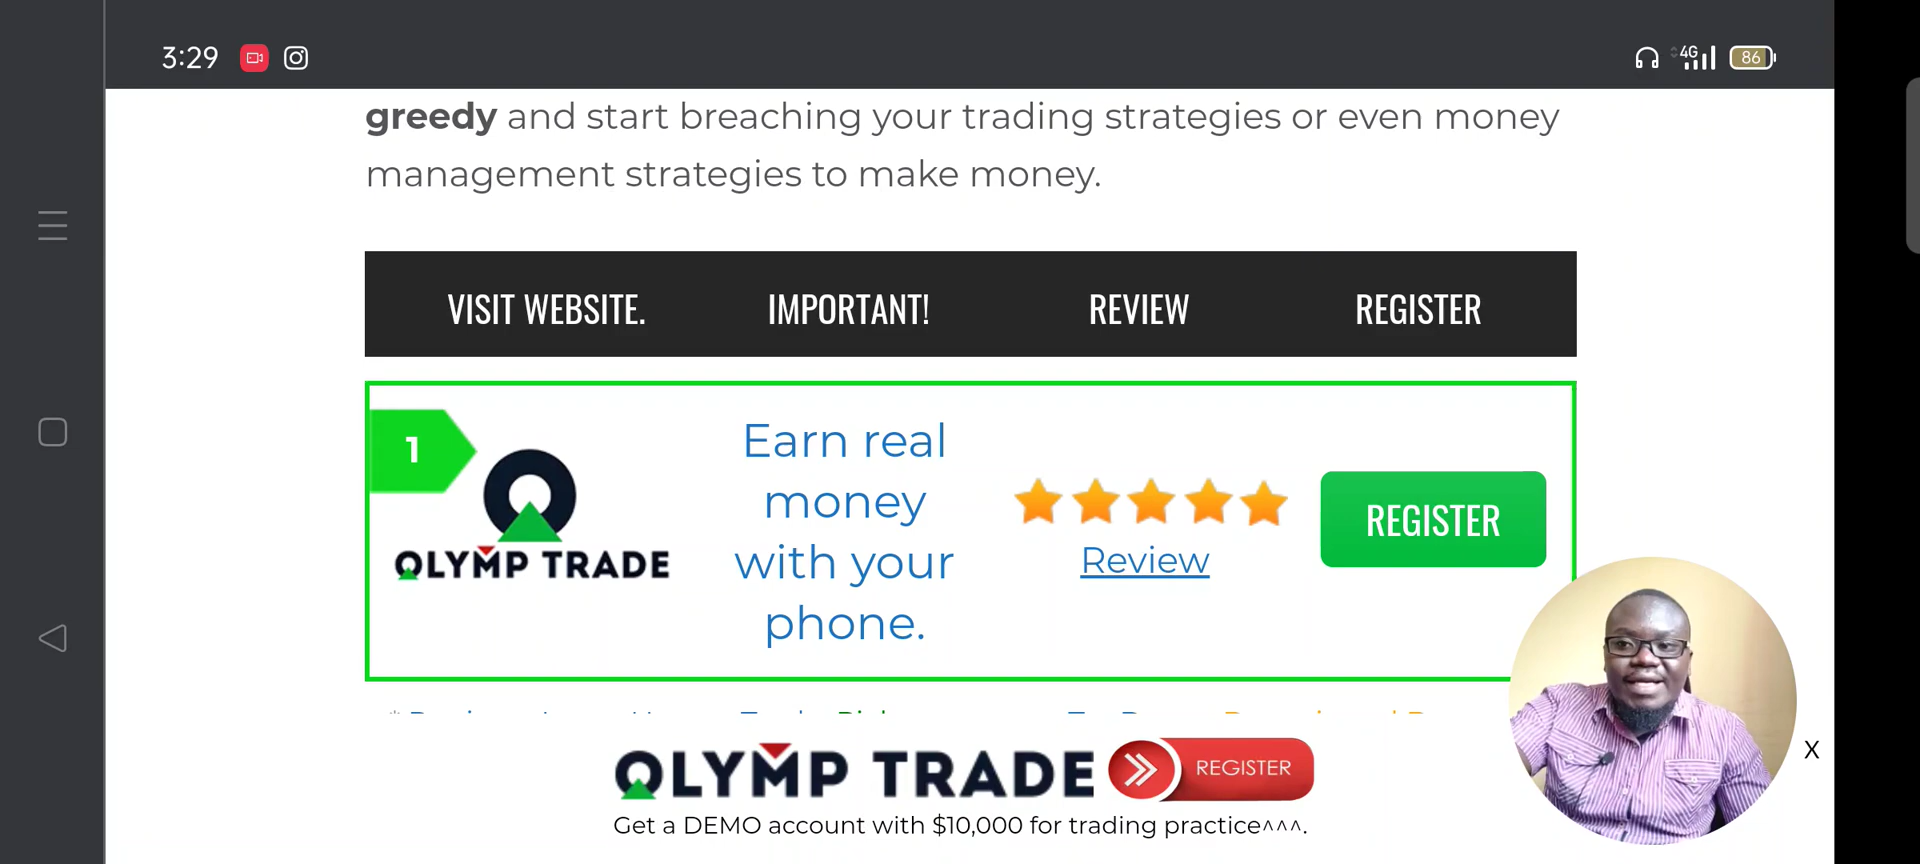 3:29
4G
86
greedy and start breaching your trading strategies or even money
management strategies to make money.
VISIT WEBSITE. IMPORTANT! REVIEW REGISTER
1
OLYMP TRADE
Earn real
money
with your
phone.
Review
REGISTER
OLYMP TRADE
REGISTER
X
Get a DEMO account with $10,000 for trading practice^^^.